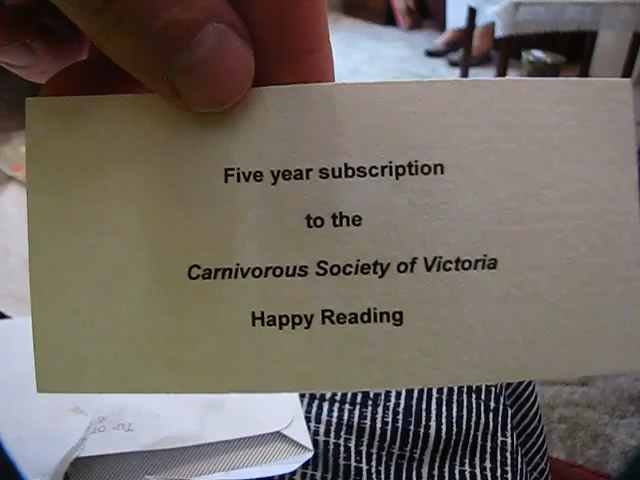 Five year subscription
to the
Carnivorous Society of Victoria
Happy Reading